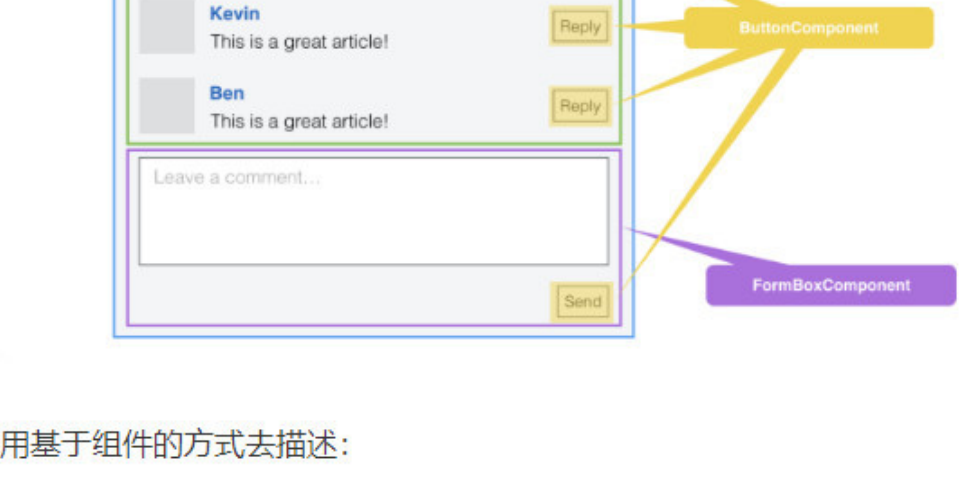 Kevin
Reply
ButtonComponent
This is a great article!
Ben
Reply
This is a great article!
Leave a comment...
FormBoxComponent
Send
用基于组件的方式去描述：